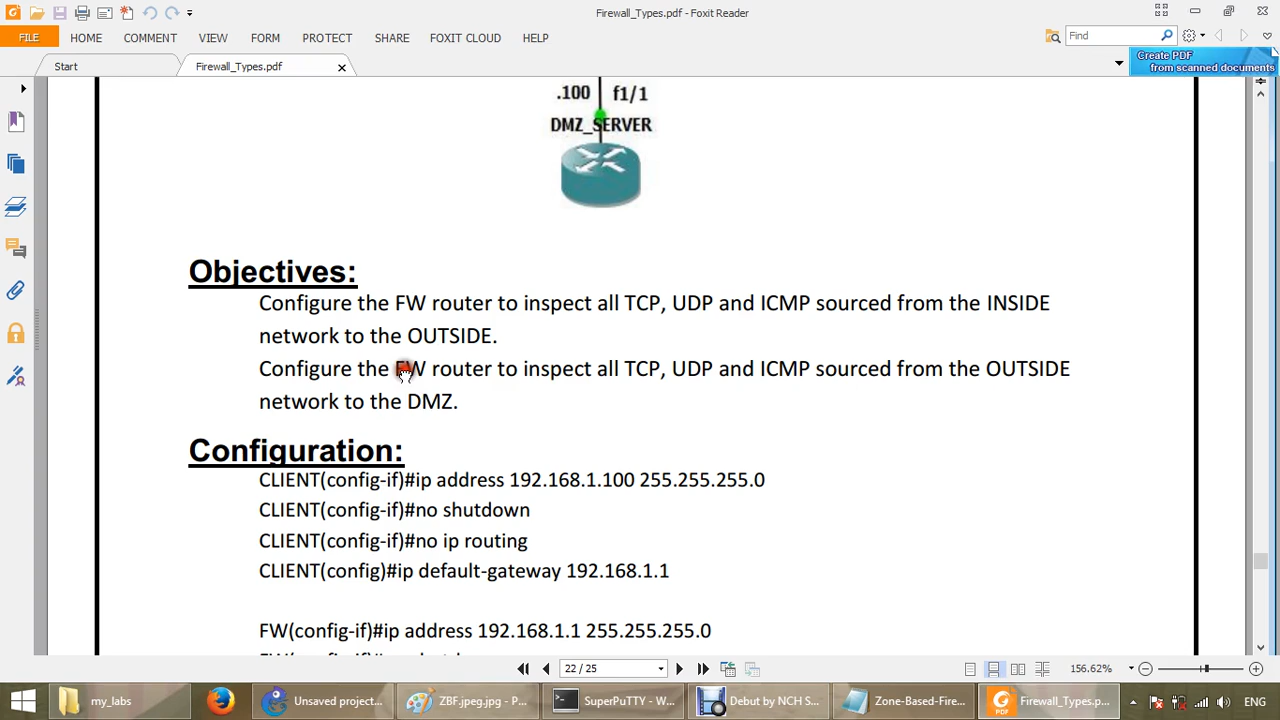 Firewall_Types.pdf - Foxit Reader
FILE HOME COMMENT VIEW FORM PROTECT SHARE FOXIT CLOUD HELP
Find
Start Firewall_Types.pdf
Create PDF
from scanned documents
.100 f1/1
DMZ_SERVER
Objectives:
Configure the FW router to inspect all TCP, UDP and ICMP sourced from the INSIDE
network to the OUTSIDE.
Configure the FW router to inspect all TCP, UDP and ICMP sourced from the OUTSIDE
network to the DMZ.
Configuration:
CLIENT(config-if)#ip address 192.168.1.100 255.255.255.0
CLIENT(config-if)#no shutdown
CLIENT(config-if)#no ip routing
CLIENT(config)#ip default-gateway 192.168.1.1
FW(config-if)#ip address 192.168.1.1 255.255.255.0
22 / 25
156.62%
my_labs
Unsaved project...
ZBF.jpeg.jpg - P...
SuperPuTTY - W...
Debut by NCH S...
Zone-Based-Fire...
Firewall_Types.p...
ENG